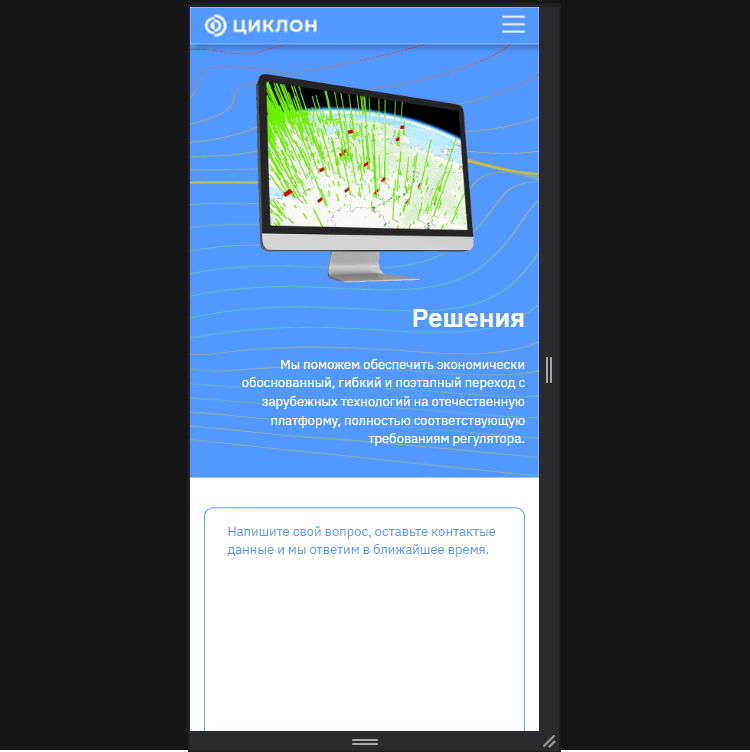 ЦИКЛОН
Решения
Мы поможем обеспечить экономически
обоснованный, гибкий и поэтапный переход с
зарубежных технологий на отечественную
платформу, полностью соответствующую
требованиям регулятора.
Напишите свой вопрос, оставьте контактые
данные и мы ответим в ближайшее время.